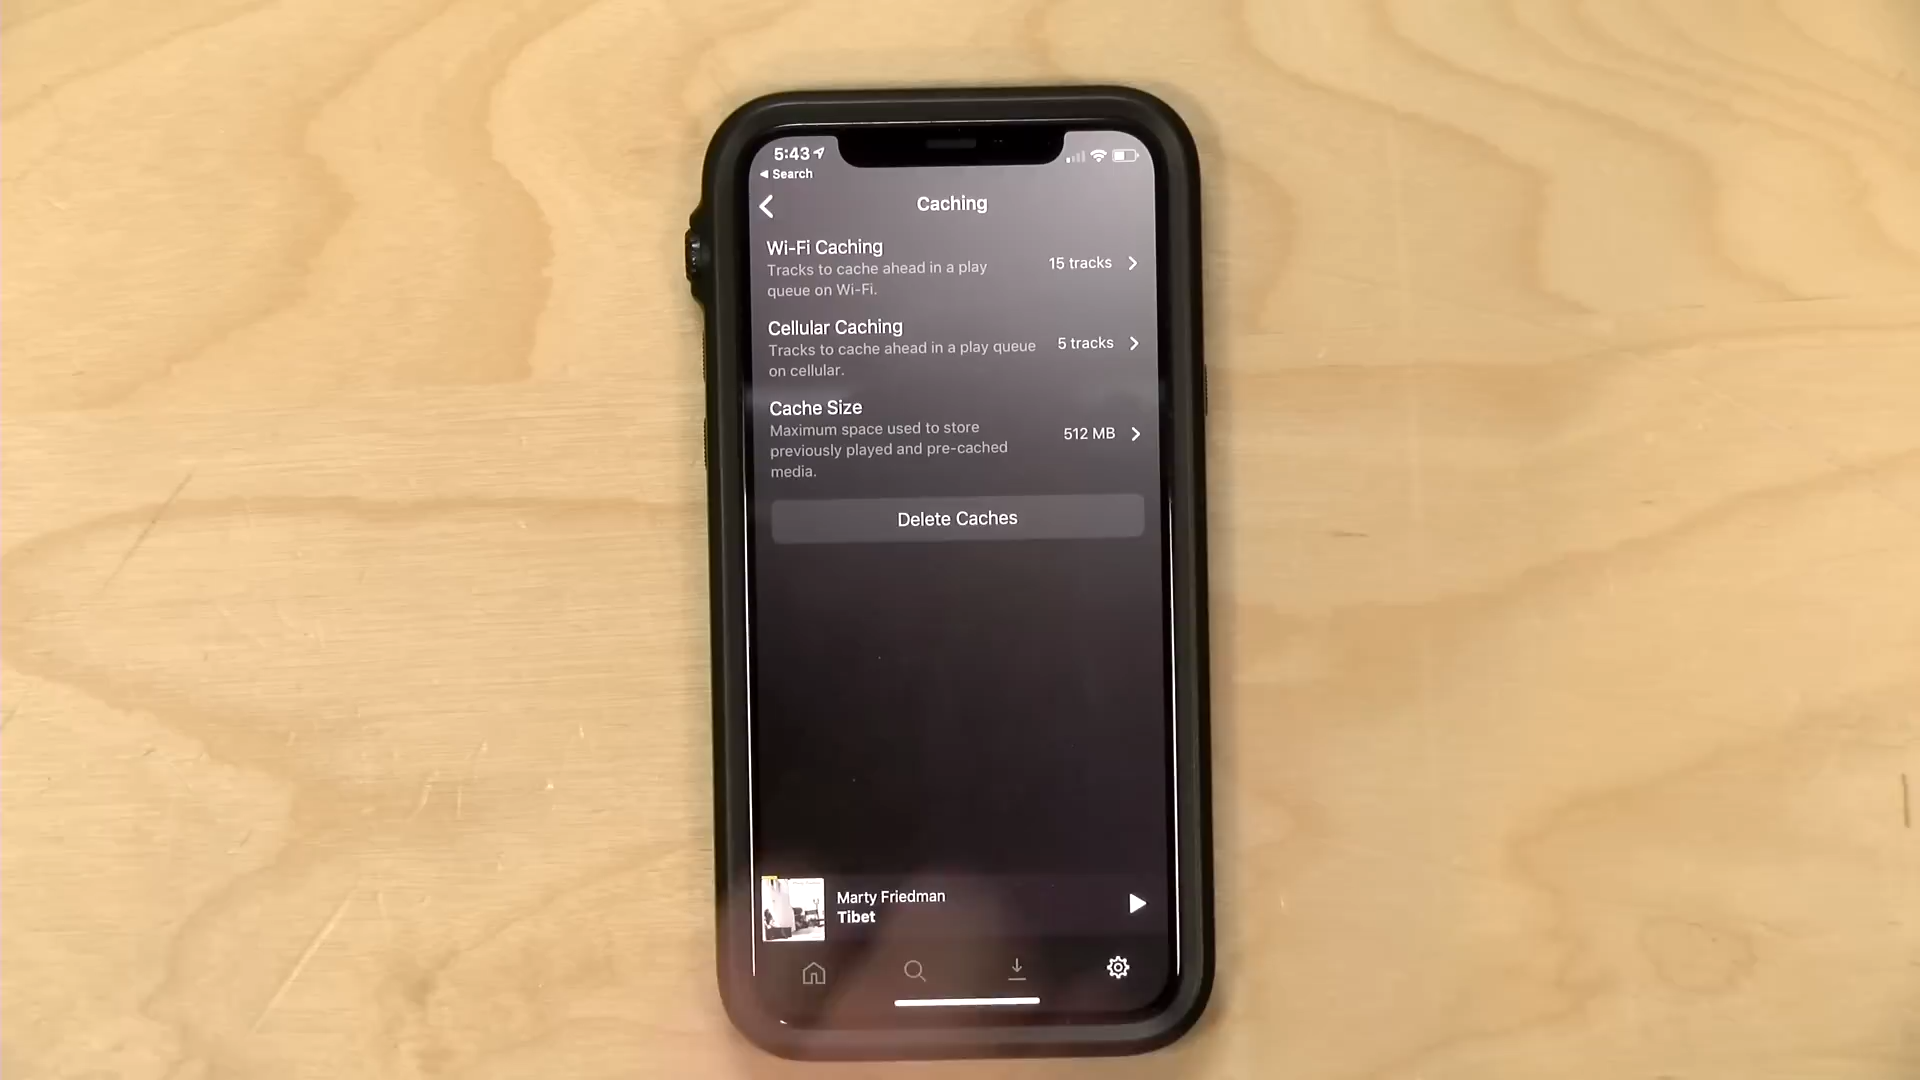 5:43
Search
Caching
Wi-Fi Caching
Tracks to cache ahead in a play
queue on Wi-Fi.
15 tracks
Cellular Caching
Tracks to cache ahead in a play queue
on cellular.
5 tracks
Cache Size
Maximum space used to store
previously played and pre-cached
media.
512 MB
Delete Caches
Marty Friedman
Tibet